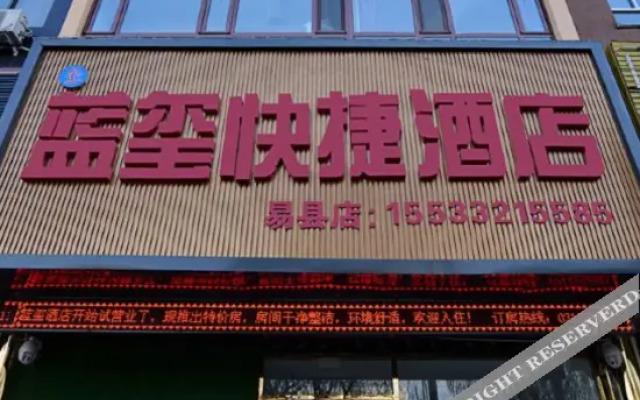 蓝玺快捷酒店
易县店:15533215585
蓝玺酒店开始试营业了，现推出特价房，房间干净整洁，环境舒适，欢迎入住！ 订房热线：03
RIGHT RESERVERD